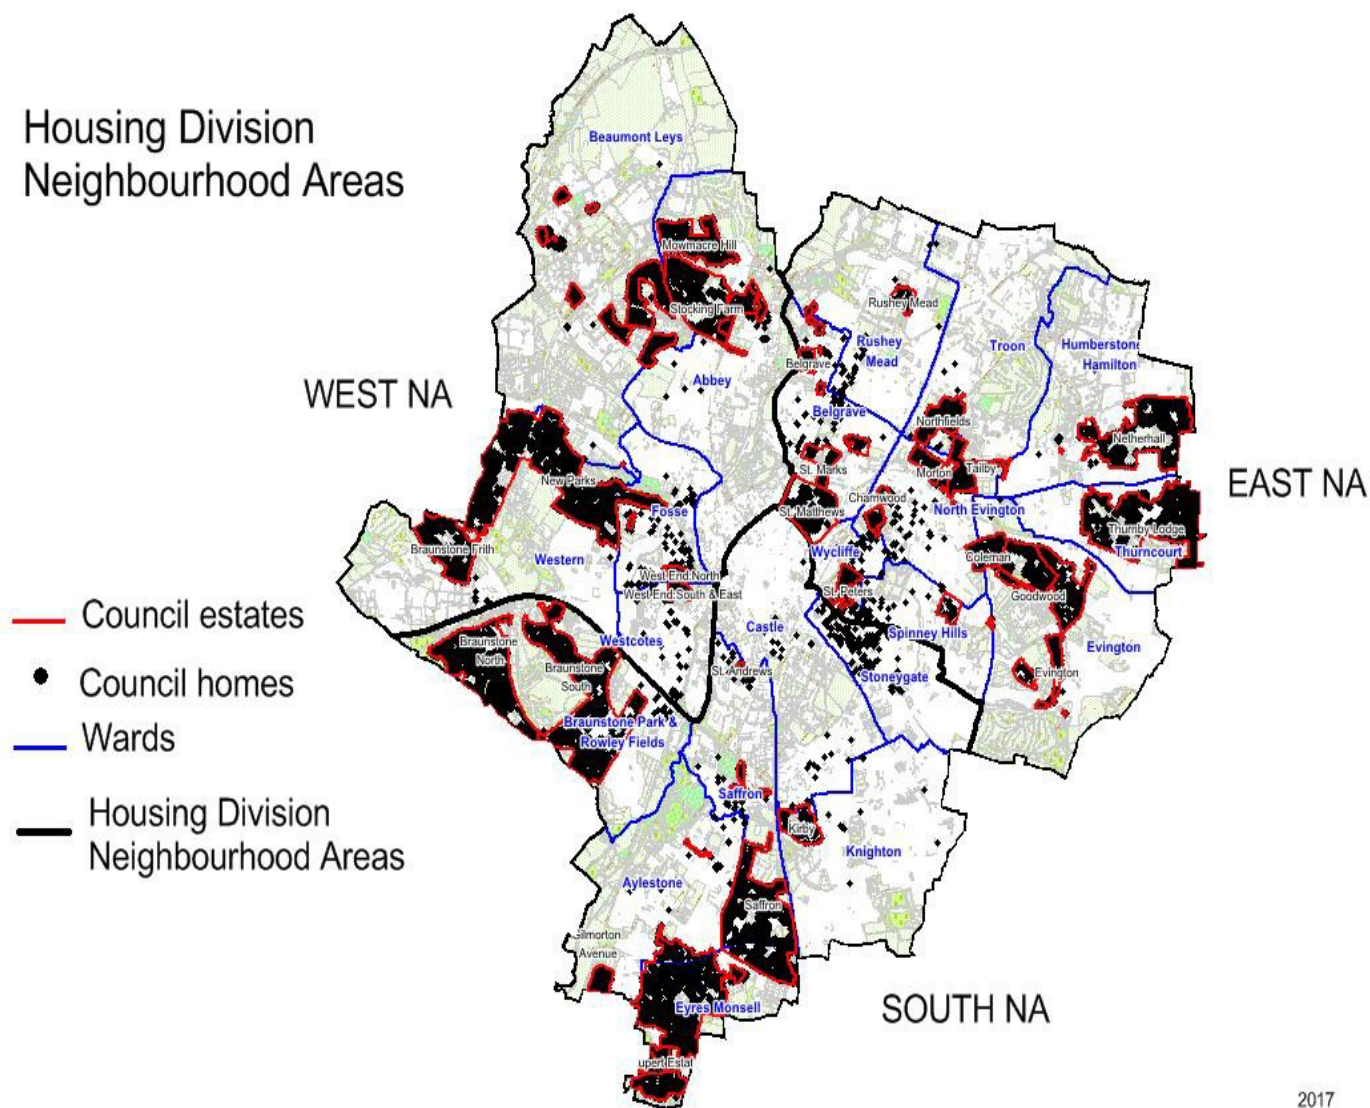 Housing Division
Neighbourhood Areas
Beaumont Leys
Mowmacre Hill
Stocking Farm
Rushey Mead
Rushey
Mead
Troon
Humberstone
Hamilton
WEST NA
Belgrave
Abbey
Belgrave
Northfields
Netherhall
St. Marks
Morton
Tailby
EAST NA
New Parks
Charnwood
Fosse
St. Matthews
North Evington
Thurnby Lodge
Thurncourt
Braunstone Frith
Western
Wycliffe
Coleman
West End:North
West End:South & East
St. Peters
Goodwood
Council estates
Castle
Spinney Hills
Evington
Braunstone
North
Westcotes
Braunstone
South
St. Andrews
Stoneygate
Evington
Council homes
Braunstone Park &
Rowley Fields
Wards
Saffron
Kirby
Housing Division
Neighbourhood Areas
Knighton
Aylestone
Saffron
Gilmorton
Avenue
Eyres Monsell
SOUTH NA
upert Estat
2017